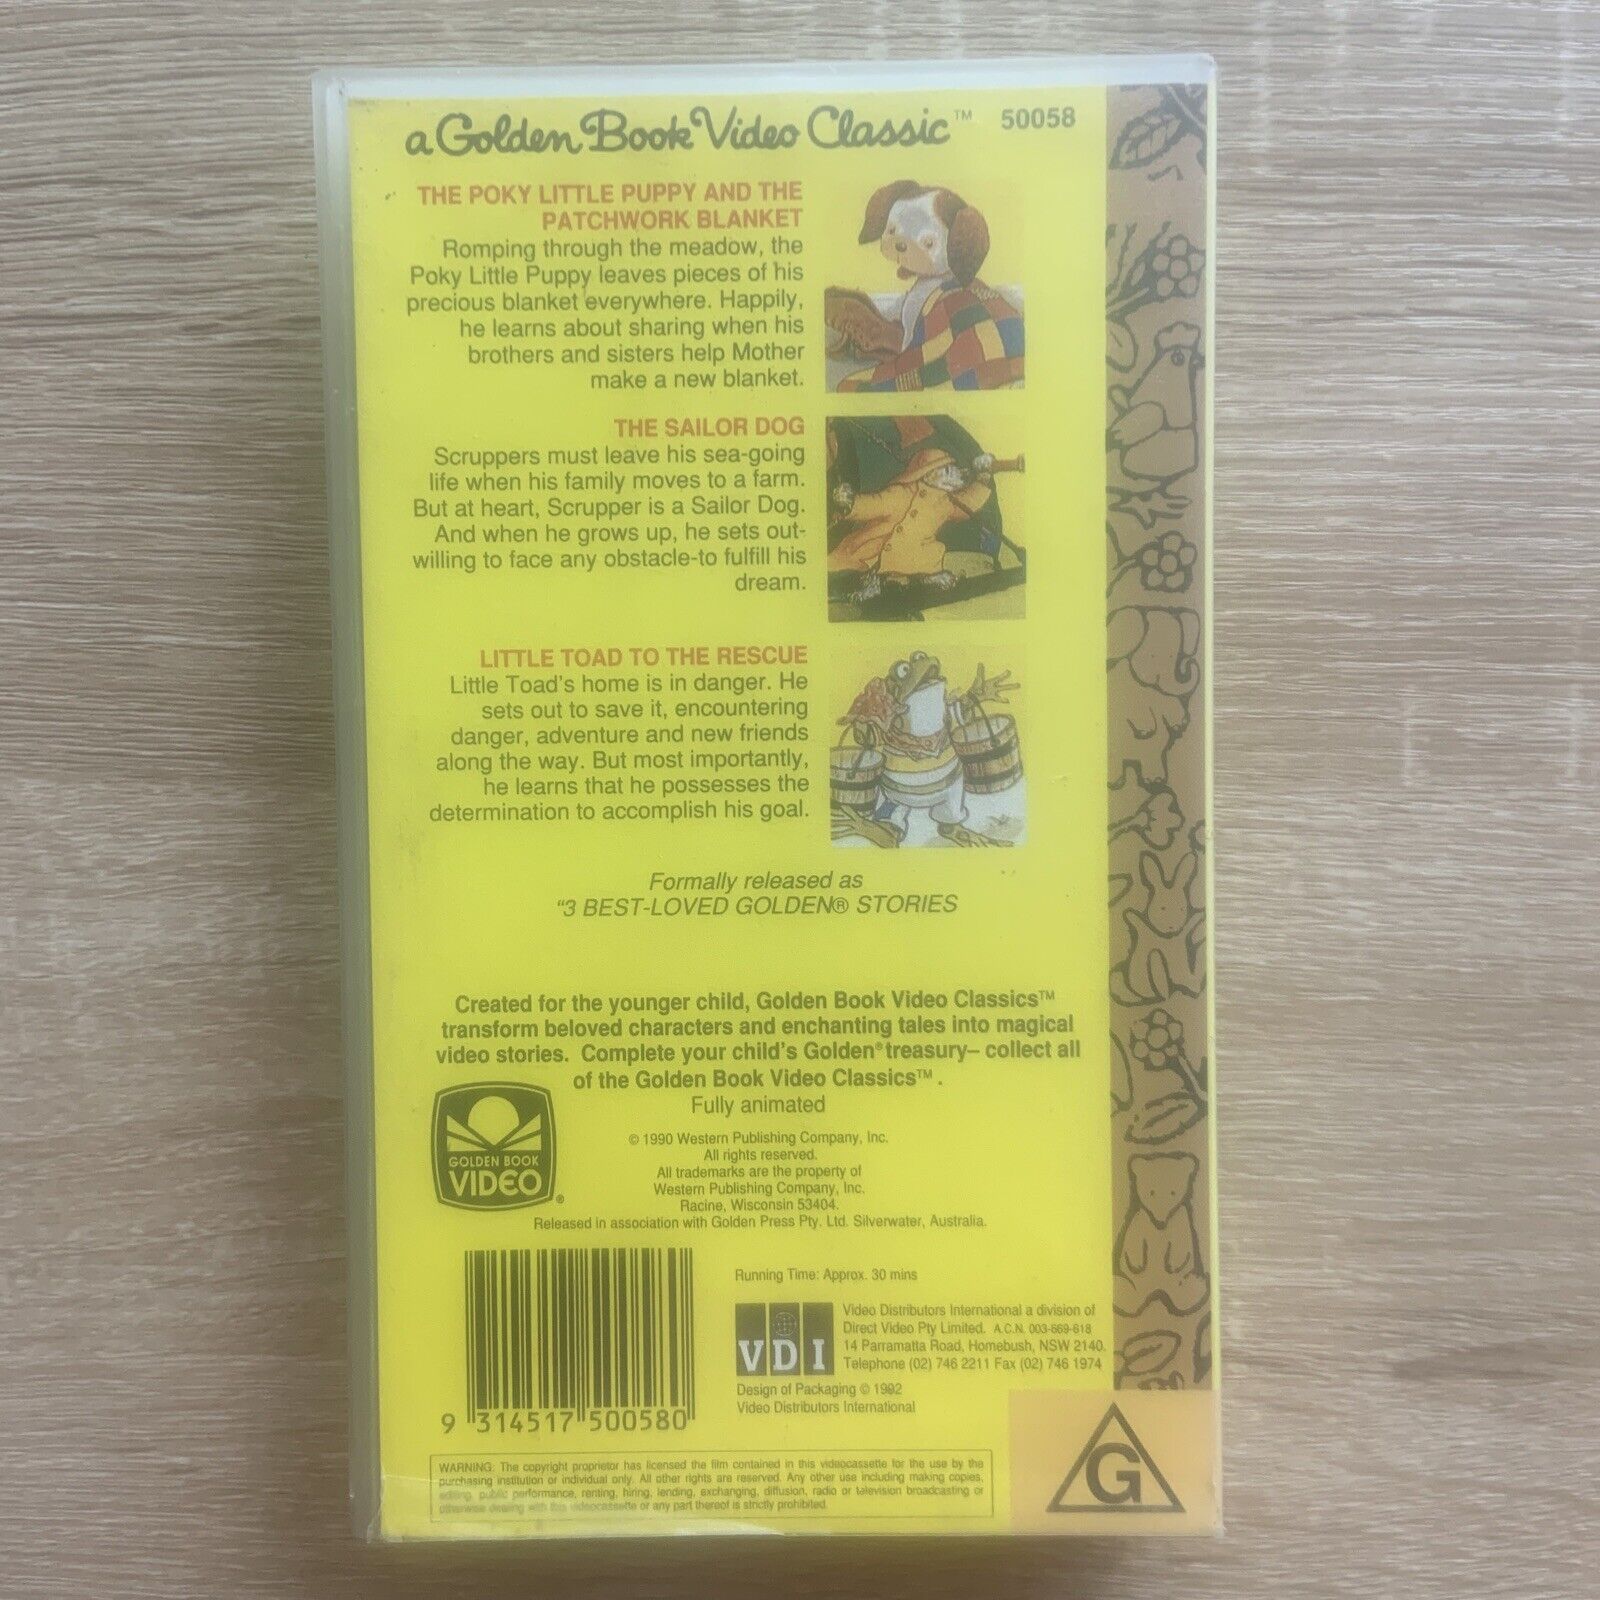 a Golden Book Video Classic™ 50058
THE POKY LITTLE PUPPY AND THE
PATCHWORK BLANKET
Romping through the meadow, the
Poky Little Puppy leaves pieces of his
precious blanket everywhere. Happily,
he learns about sharing when his
brothers and sisters help Mother
make a new blanket.
THE SAILOR DOG
Scruppers must leave his sea-going
life when his family moves to a farm.
But at heart, Scrupper is a Sailor Dog.
And when he grows up, he sets out-
willing to face any obstacle-to fulfill his
dream.
LITTLE TOAD TO THE RESCUE
Little Toad's home is in danger. He
sets out to save it, encountering
danger, adventure and new friends
along the way. But most importantly,
he learns that he possesses the
determination to accomplish his goal.
Formally released as
"3 BEST-LOVED GOLDEN® STORIES
Created for the younger child, Golden Book Video Classics™
transform beloved characters and enchanting tales into magical
video stories. Complete your child's Golden® treasury– collect all
of the Golden Book Video Classics™.
Fully animated
GOLDEN BOOK
VIDEO®
© 1990 Western Publishing Company, Inc.
All rights reserved.
All trademarks are the property of
Western Publishing Company, Inc.
Racine, Wisconsin 53404.
Released in association with Golden Press Pty. Ltd. Silverwater, Australia.
9 314517 500580
Running Time: Approx. 30 mins
VDI
Video Distributors International a division of
Direct Video Pty Limited. A.C.N. 003-569-618
14 Parramatta Road, Homebush, NSW 2140.
Telephone (02) 746 2211 Fax (02) 746 1974
Design of Packaging © 1992
Video Distributors International
WARNING: The copyright proprietor has licensed the film contained in this videocassette for the use by the
purchasing institution or individual only. All other rights are reserved. Any other use including making copies,
editing, public performance, renting, hiring, lending, exchanging, diffusion, radio or television broadcasting or
otherwise dealing with this videocassette or any part thereof is strictly prohibited.
G